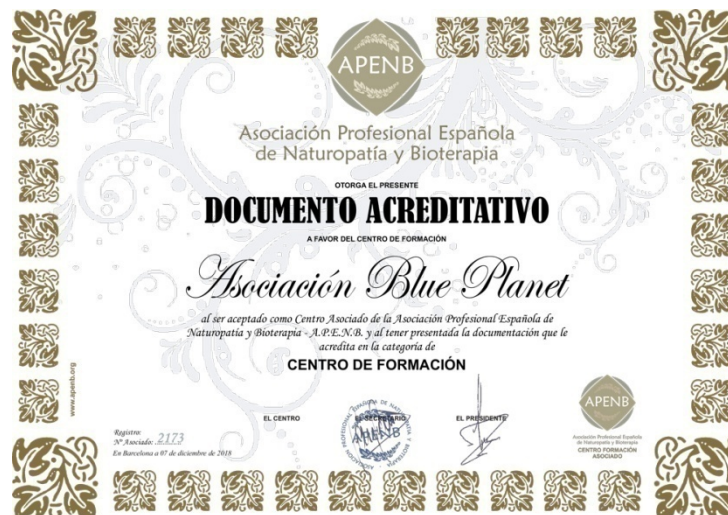 APENB
Asociación Profesional Española
de Naturopatía y Bioterapia
OTORGA EL PRESENTE
DOCUMENTO ACREDITATIVO
A FAVOR DEL CENTRO DE FORMACIÓN
Asociación Blue Planet
al ser aceptado como Centro Asociado de la Asociación Profesional Española de
Naturopatía y Bioterapia - A.P.E.N.B. y al tener presentada la documentación que le
acredita en la categoría de
CENTRO DE FORMACIÓN
www.apenb.org
EL CENTRO
EL SECRETARIO
EL PRESIDENTE
APENB
Registro:
Nº Asociado: 2173
En Barcelona a 07 de diciembre de 2018
APENB
Asociación Profesional Española
de Naturopatía y Bioterapia
CENTRO FORMACIÓN
ASOCIADO